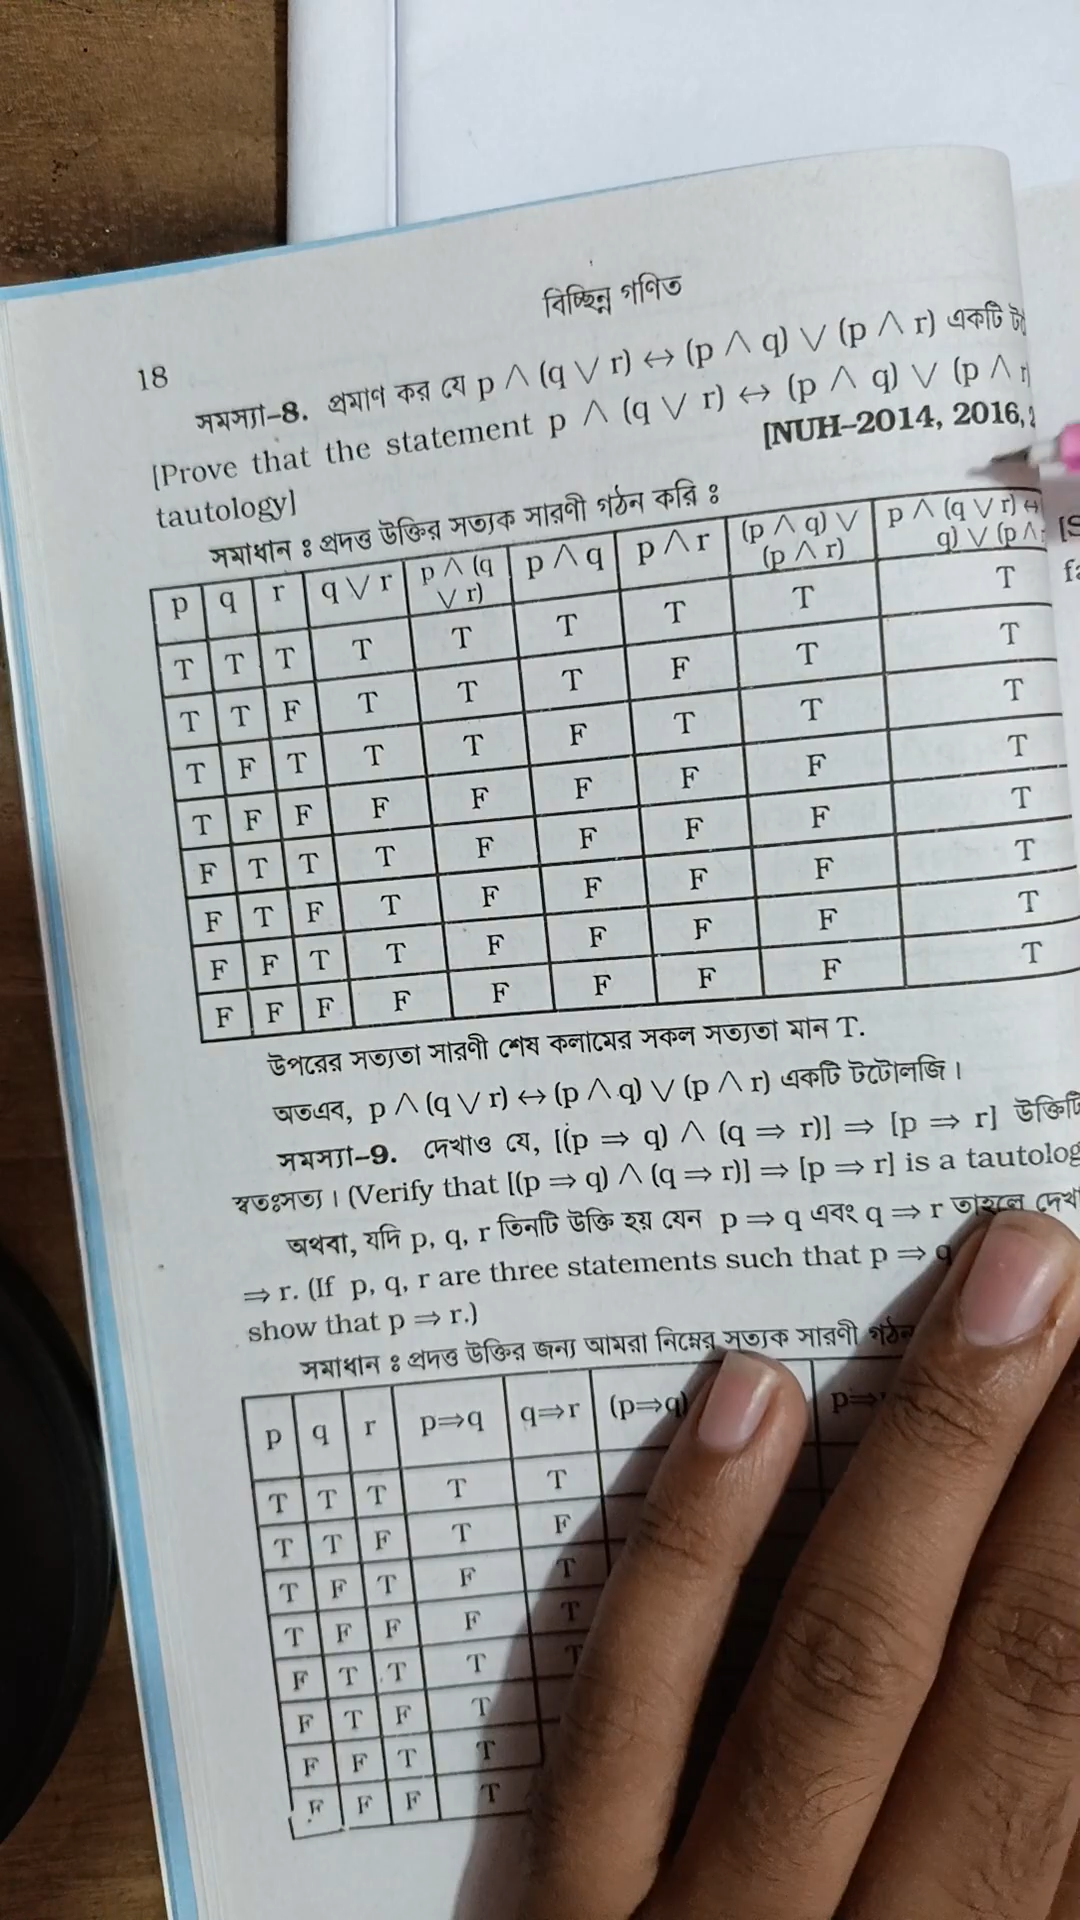 বিচ্ছিন্ন গণিত
18
সমস্যা–8. প্রমাণ কর যে p ∧ (q ∨ r) ↔ (p ∧ q) ∨ (p ∧ r) একটি
[Prove that the statement p ∧ (q ∨ r) ↔ (p ∧ q) ∨ (p ∧ r
tautology] [NUH–2014, 2016,
সমাধান : প্রদত্ত উক্তির সত্যক সারণী গঠন করি :
p q r q ∨ r p ∧ (q ∨ r) p ∧ q p ∧ r (p ∧ q) ∨ (p ∧ r) p ∧ (q ∨ r) ↔ q) ∨ (p ∧
T T T T T T T T T
T T F T T T F T T
T F T T T F T T T
T F F F F F F F T
F T T T F F F F T
F T F T F F F F T
F F T T F F F F T
F F F F F F F F T
উপরের সত্যতা সারণী শেষ কলামের সকল সত্যতা মান T.
অতএব, p ∧ (q ∨ r) ↔ (p ∧ q) ∨ (p ∧ r) একটি টটোলজি।
সমস্যা–9. দেখাও যে, [(p ⇒ q) ∧ (q ⇒ r)] ⇒ [p ⇒ r] উক্তিটি
স্বতঃসত্য। (Verify that [(p ⇒ q) ∧ (q ⇒ r)] ⇒ [p ⇒ r] is a tautolog
অথবা, যদি p, q, r তিনটি উক্তি হয় যেন p ⇒ q এবং q ⇒ r তাহলে
⇒ r. (If p, q, r are three statements such that p ⇒ q
show that p ⇒ r.)
সমাধান : প্রদত্ত উক্তির জন্য আমরা নিম্নের সত্যক সারণী গঠন
p q r p⇒q q⇒r (p⇒q) p⇒
T T T T T
T T F T F
T F T F T
T F F F T
F T T T T
F T F T
F F T T
F F F T